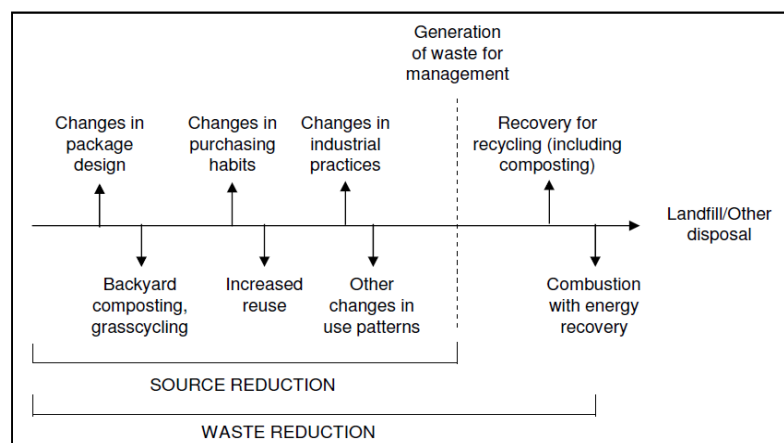 Generation
of waste for
management
Changes in
package
design
Changes in
purchasing
habits
Changes in
industrial
practices
Recovery for
recycling (including
composting)
Landfill/Other
disposal
Backyard
composting,
grasscycling
Increased
reuse
Other
changes in
use patterns
Combustion
with energy
recovery
SOURCE REDUCTION
WASTE REDUCTION